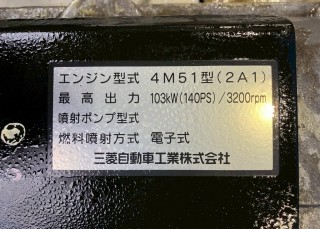 エンジン型式 4M51型(2A1)
最高出力 103kW(140PS)/3200rpm
噴射ポンプ型式
燃料噴射方式 電子式
三菱自動車工業株式会社